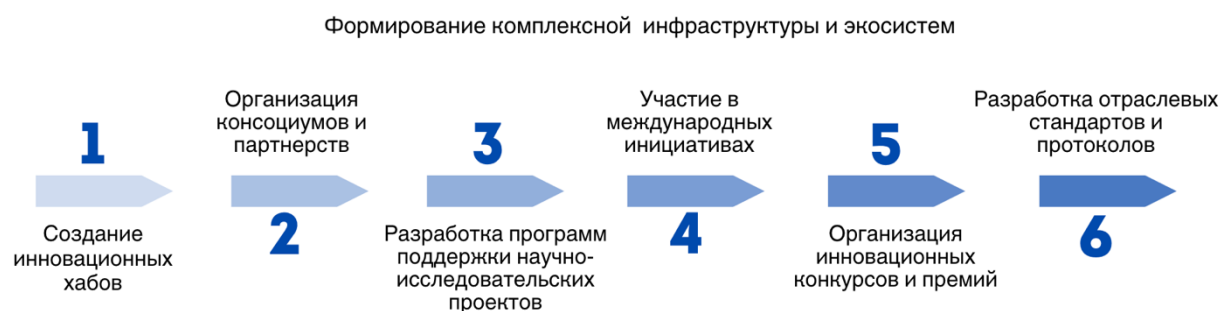 Формирование комплексной инфраструктуры и экосистем
1
Создание
инновационных
хабов
Организация
консоциумов и
партнерств
2
3
Разработка программ
поддержки научно-
исследовательских
проектов
Участие в
международных
инициативах
4
5
Организация
инновационных
конкурсов и премий
Разработка отраслевых
стандартов и
протоколов
6